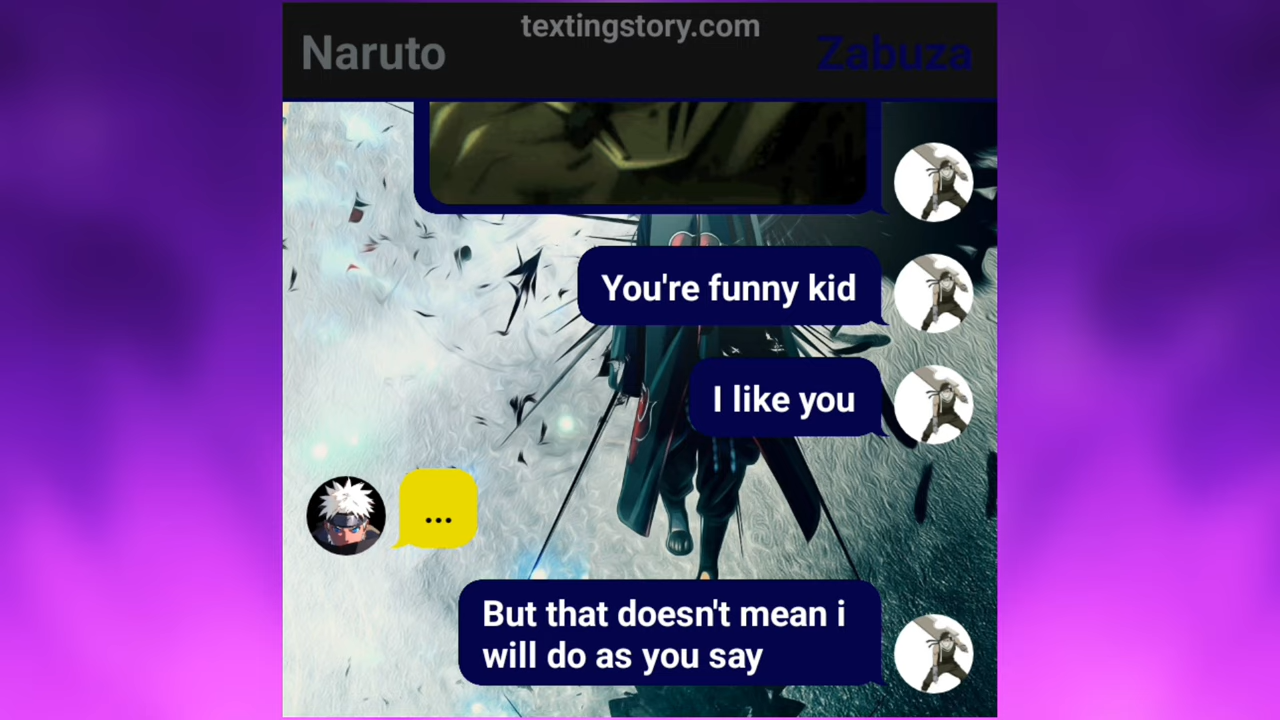 textingstory.com
Naruto
Zabuza
You're funny kid
I like you
...
But that doesn't mean i
will do as you say